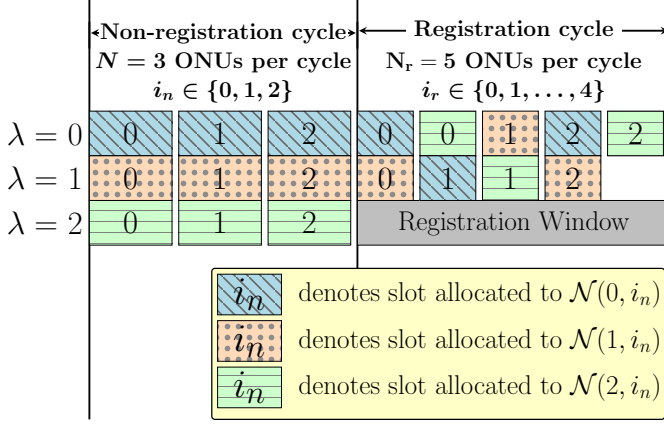 Non-registration cycle
Registration cycle
N = 3 ONUs per cycle
N_r = 5 ONUs per cycle
i_n ∈ {0, 1, 2}
i_r ∈ {0, 1, . . . , 4}
λ = 0 0 1 2 0 0 1 2 2
λ = 1 0 1 2 0 1 1 2
λ = 2 0 1 2 Registration Window
i_n denotes slot allocated to 𝒩(0, i_n)
i_n denotes slot allocated to 𝒩(1, i_n)
i_n denotes slot allocated to 𝒩(2, i_n)